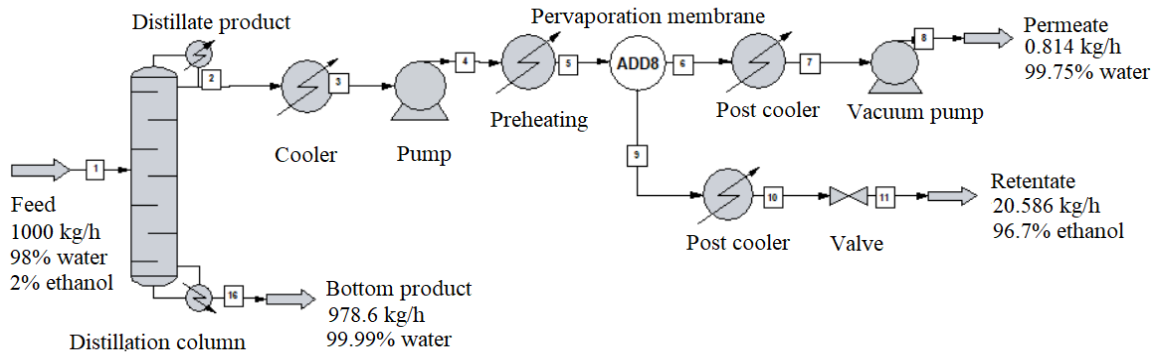 Distillate product
Pervaporation membrane
Permeate
0.814 kg/h
99.75% water
2
3
4
5
ADD8
6
7
8
Cooler
Pump
Preheating
Post cooler
Vacuum pump
1
Feed
1000 kg/h
98% water
2% ethanol
9
10
11
Post cooler
Valve
Retentate
20.586 kg/h
96.7% ethanol
16
Bottom product
978.6 kg/h
99.99% water
Distillation column